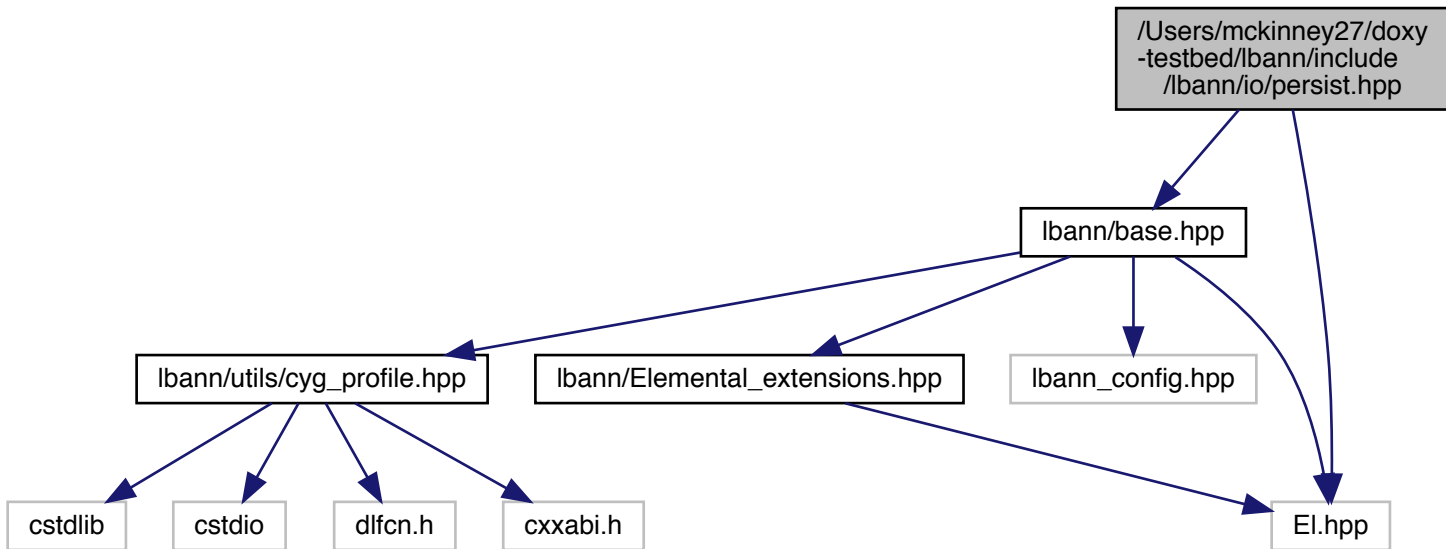 /Users/mckinney27/doxy
-testbed/lbann/include
/lbann/io/persist.hpp
lbann/base.hpp
lbann/utils/cyg_profile.hpp
lbann/Elemental_extensions.hpp
lbann_config.hpp
cstdlib
cstdio
dlfcn.h
cxxabi.h
El.hpp